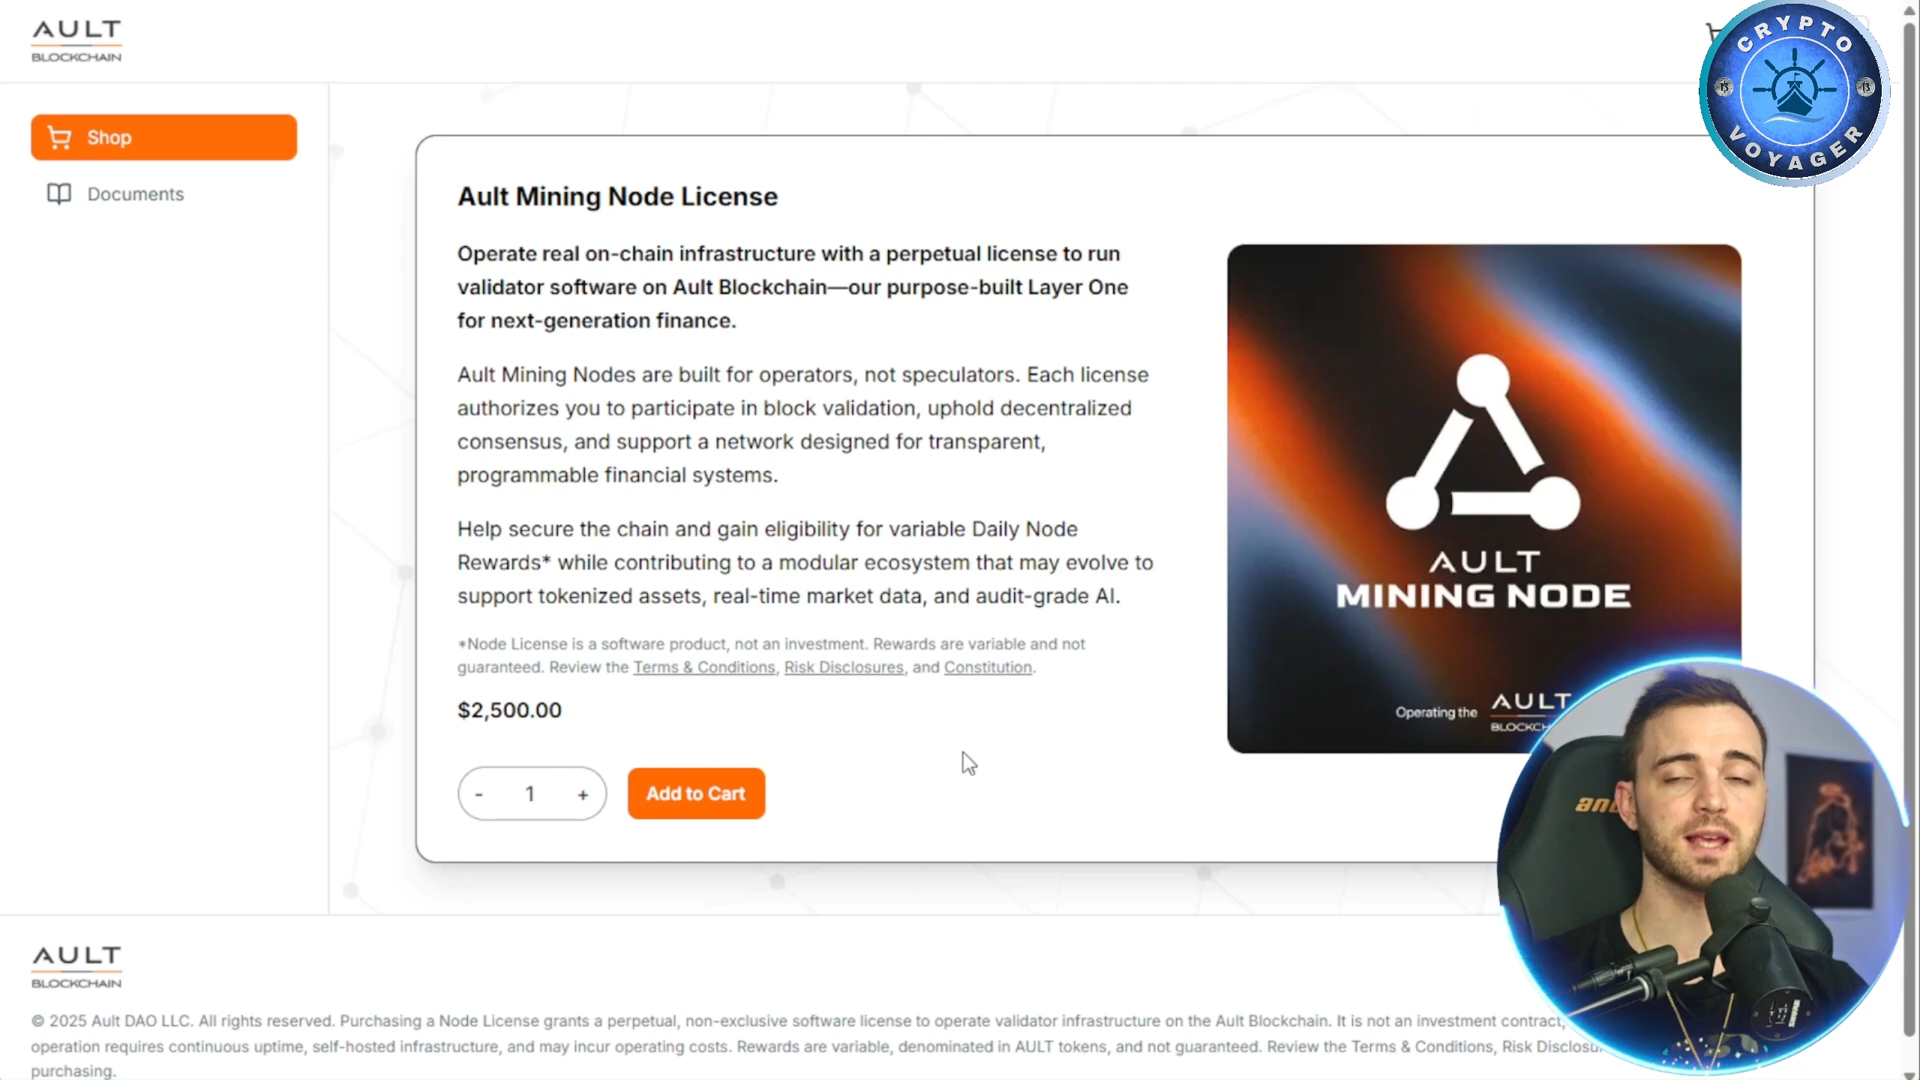 AULT
BLOCKCHAIN
CRYPTO
VOYAGER
Shop
Documents
Ault Mining Node License
Operate real on-chain infrastructure with a perpetual license to run
validator software on Ault Blockchain—our purpose-built Layer One
for next-generation finance.
Ault Mining Nodes are built for operators, not speculators. Each license
authorizes you to participate in block validation, uphold decentralized
consensus, and support a network designed for transparent,
programmable financial systems.
Help secure the chain and gain eligibility for variable Daily Node
Rewards* while contributing to a modular ecosystem that may evolve to
support tokenized assets, real-time market data, and audit-grade AI.
*Node License is a software product, not an investment. Rewards are variable and not
guaranteed. Review the Terms & Conditions, Risk Disclosures, and Constitution.
$2,500.00
- 1 +
Add to Cart
AULT
MINING NODE
Operating the
AULT
AULT
BLOCKCHAIN
© 2025 Ault DAO LLC. All rights reserved. Purchasing a Node License grants a perpetual, non-exclusive software license to operate validator infrastructure on the Ault Blockchain. It is not an investment contract,
operation requires continuous uptime, self-hosted infrastructure, and may incur operating costs. Rewards are variable, denominated in AULT tokens, and not guaranteed. Review the Terms & Conditions, Risk
purchasing.